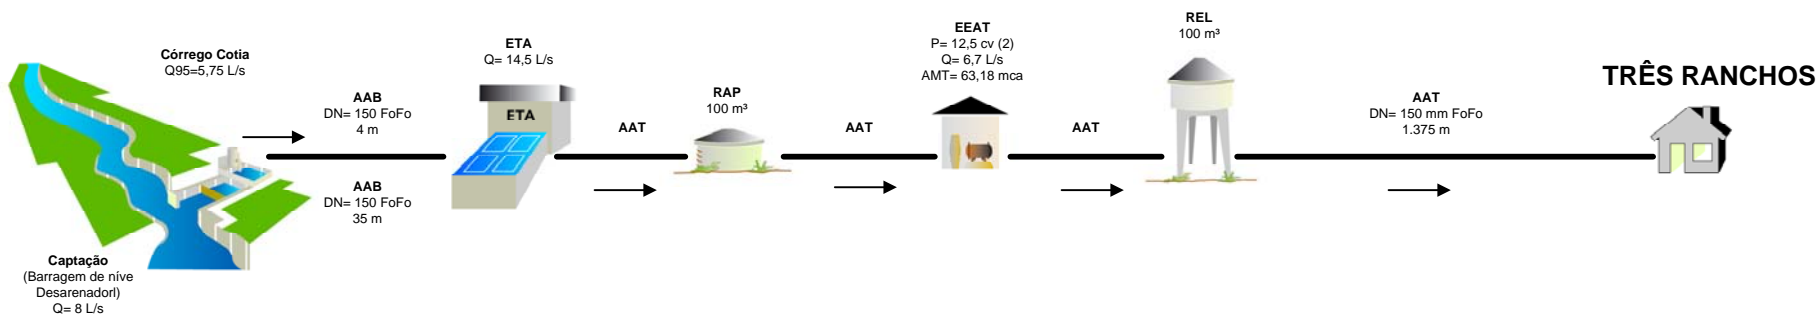 Córrego Cotia
Q95=5,75 L/s
AAB
DN= 150 FoFo
4 m
AAB
DN= 150 FoFo
35 m
Captação
(Barragem de níve
Desarenadorl)
Q= 8 L/s
ETA
Q= 14,5 L/s
ETA
AAT
RAP
100 m³
AAT
EEAT
P= 12,5 cv (2)
Q= 6,7 L/s
AMT= 63,18 mca
AAT
REL
100 m³
AAT
DN= 150 mm FoFo
1.375 m
TRÊS RANCHOS